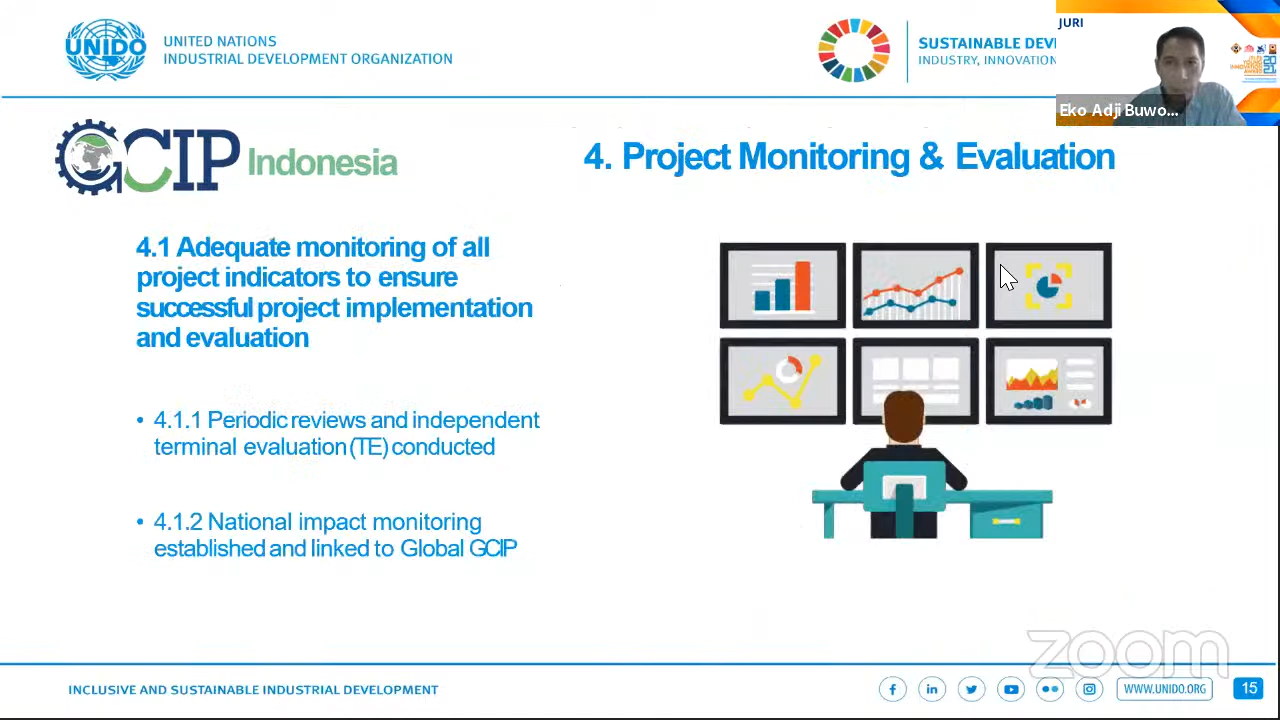 UNIDO
UNITED NATIONS
INDUSTRIAL DEVELOPMENT ORGANIZATION
SUSTAINABLE DEV
INDUSTRY, INNOVATION
JURI
2021
Eko Adji Buwo...
GCIP Indonesia
4. Project Monitoring & Evaluation
4.1 Adequate monitoring of all
project indicators to ensure
successful project implementation
and evaluation
• 4.1.1 Periodic reviews and independent
terminal evaluation (TE) conducted
• 4.1.2 National impact monitoring
established and linked to Global GCIP
zoom
INCLUSIVE AND SUSTAINABLE INDUSTRIAL DEVELOPMENT
WWW.UNIDO.ORG
15